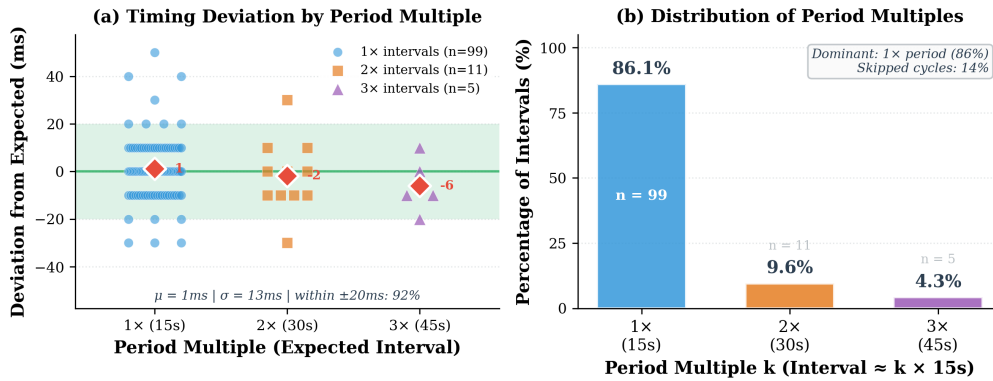 (a) Timing Deviation by Period Multiple
Deviation from Expected (ms)
40
20
0
−20
−40
1× intervals (n=99)
2× intervals (n=11)
3× intervals (n=5)
1
-2
-6
μ = 1ms | σ = 13ms | within ±20ms: 92%
1× (15s)
2× (30s)
3× (45s)
Period Multiple (Expected Interval)
(b) Distribution of Period Multiples
Percentage of Intervals (%)
100
75
50
25
0
Dominant: 1× period (86%)
Skipped cycles: 14%
86.1%
n = 99
n = 11
9.6%
n = 5
4.3%
1×
(15s)
2×
(30s)
3×
(45s)
Period Multiple k (Interval ≈ k × 15s)